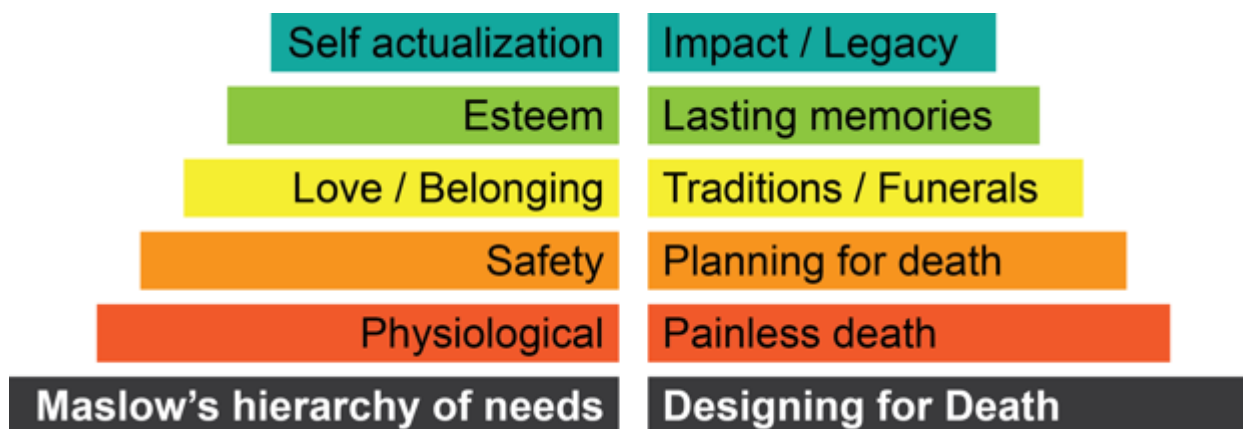 Self actualization Impact / Legacy
Esteem Lasting memories
Love / Belonging Traditions / Funerals
Safety Planning for death
Physiological Painless death
Maslow’s hierarchy of needs Designing for Death